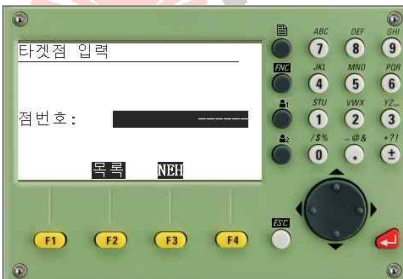 타겟점 입력
점번호: ------
목록 NEH
F1 F2 F3 F4
FNC
ESC
ABC DEF GHI
7 8 9
JKL MNO PQR
4 5 6
STU VWX YZ
1 2 3
/$% _@& *?!
0 . ±